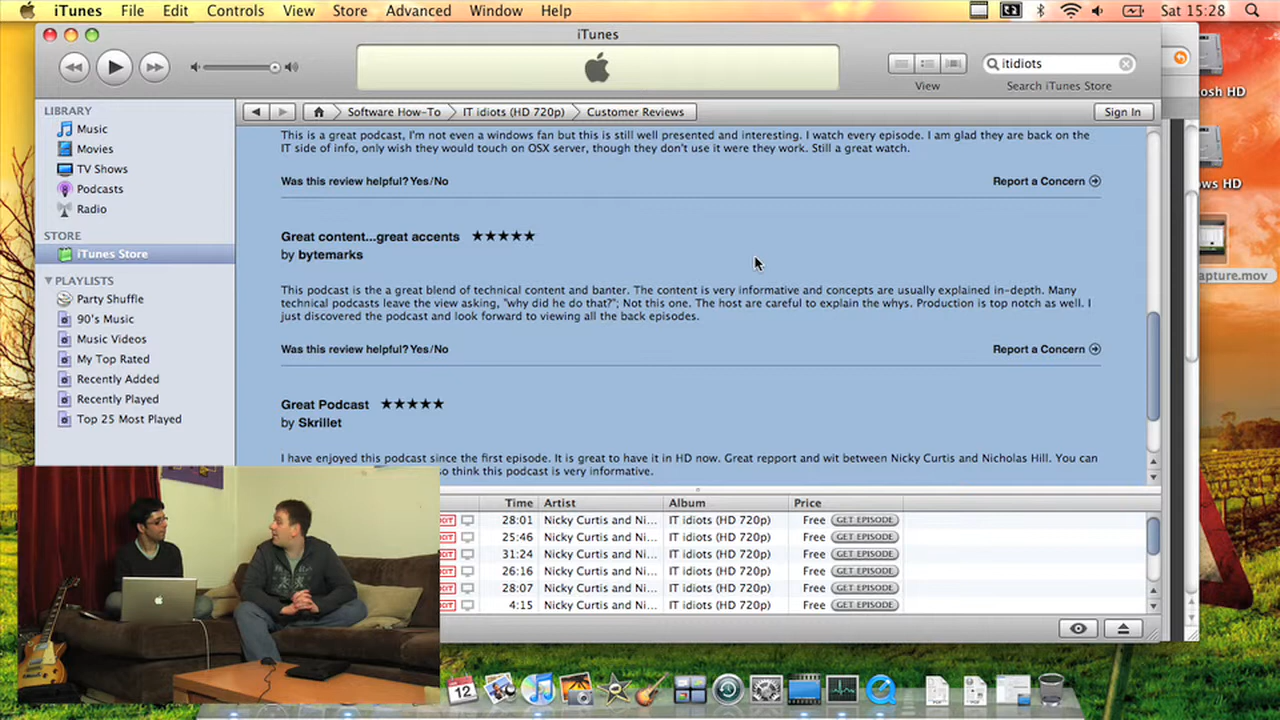 iTunes File Edit Controls View Store Advanced Window Help Sat 15:28
iTunes
itidiots
View
Search iTunes Store
LIBRARY
Music
Movies
TV Shows
Podcasts
Radio
STORE
iTunes Store
PLAYLISTS
Party Shuffle
90's Music
Music Videos
My Top Rated
Recently Added
Recently Played
Top 25 Most Played
Software How-To IT idiots (HD 720p) Customer Reviews Sign In
This is a great podcast, I'm not even a windows fan but this is still well presented and interesting. I watch every episode. I am glad they are back on the
IT side of info, only wish they would touch on OSX server, though they don't use it were they work. Still a great watch.
Was this review helpful? Yes/No Report a Concern
Great content...great accents ★★★★★
by bytemarks
This podcast is the a great blend of technical content and banter. The content is very informative and concepts are usually explained in-depth. Many
technical podcasts leave the view asking, "why did he do that?"; Not this one. The host are careful to explain the whys. Production is top notch as well. I
just discovered the podcast and look forward to viewing all the back episodes.
Was this review helpful? Yes/No Report a Concern
Great Podcast ★★★★★
by Skrillet
I have enjoyed this podcast since the first episode. It is great to have it in HD now. Great repport and wit between Nicky Curtis and Nicholas Hill. You can
so think this podcast is very informative.
Time Artist Album Price
28:01 Nicky Curtis and Ni... IT idiots (HD 720p) Free GET EPISODE
25:46 Nicky Curtis and Ni... IT idiots (HD 720p) Free GET EPISODE
31:24 Nicky Curtis and Ni... IT idiots (HD 720p) Free GET EPISODE
26:16 Nicky Curtis and Ni... IT idiots (HD 720p) Free GET EPISODE
28:07 Nicky Curtis and Ni... IT idiots (HD 720p) Free GET EPISODE
4:15 Nicky Curtis and Ni... IT idiots (HD 720p) Free GET EPISODE
osh HD
ows HD
apture.mov
12